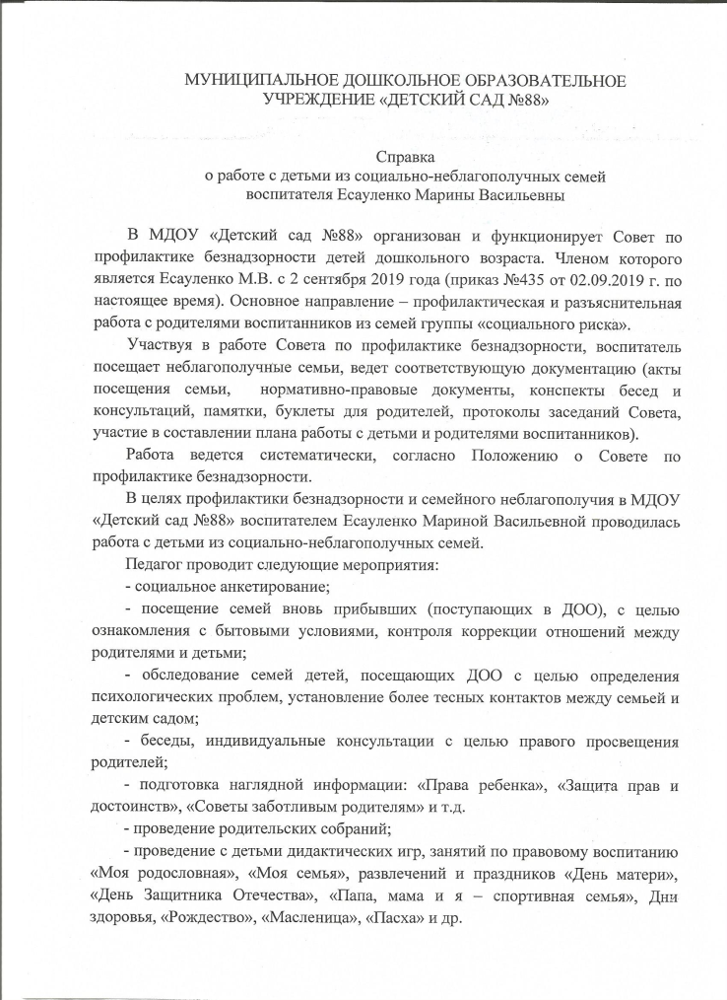 МУНИЦИПАЛЬНОЕ ДОШКОЛЬНОЕ ОБРАЗОВАТЕЛЬНОЕ
УЧРЕЖДЕНИЕ «ДЕТСКИЙ САД №88»
Справка
о работе с детьми из социально-неблагополучных семей
воспитателя Есауленко Марины Васильевны
В МДОУ «Детский сад №88» организован и функционирует Совет по
профилактике безнадзорности детей дошкольного возраста. Членом которого
является Есауленко М.В. с 2 сентября 2019 года (приказ №435 от 02.09.2019 г. по
настоящее время). Основное направление – профилактическая и разъяснительная
работа с родителями воспитанников из семей группы «социального риска».
Участвуя в работе Совета по профилактике безнадзорности, воспитатель
посещает неблагополучные семьи, ведет соответствующую документацию (акты
посещения семьи, нормативно-правовые документы, конспекты бесед и
консультаций, памятки, буклеты для родителей, протоколы заседаний Совета,
участие в составлении плана работы с детьми и родителями воспитанников).
Работа ведется систематически, согласно Положению о Совете по
профилактике безнадзорности.
В целях профилактики безнадзорности и семейного неблагополучия в МДОУ
«Детский сад №88» воспитателем Есауленко Мариной Васильевной проводилась
работа с детьми из социально-неблагополучных семей.
Педагог проводит следующие мероприятия:
- социальное анкетирование;
- посещение семей вновь прибывших (поступающих в ДОО), с целью
ознакомления с бытовыми условиями, контроля коррекции отношений между
родителями и детьми;
- обследование семей детей, посещающих ДОО с целью определения
психологических проблем, установление более тесных контактов между семьей и
детским садом;
- беседы, индивидуальные консультации с целью правого просвещения
родителей;
- подготовка наглядной информации: «Права ребенка», «Защита прав и
достоинств», «Советы заботливым родителям» и т.д.
- проведение родительских собраний;
- проведение с детьми дидактических игр, занятий по правовому воспитанию
«Моя родословная», «Моя семья», развлечений и праздников «День матери»,
«День Защитника Отечества», «Папа, мама и я – спортивная семья», Дни
здоровья, «Рождество», «Масленица», «Пасха» и др.